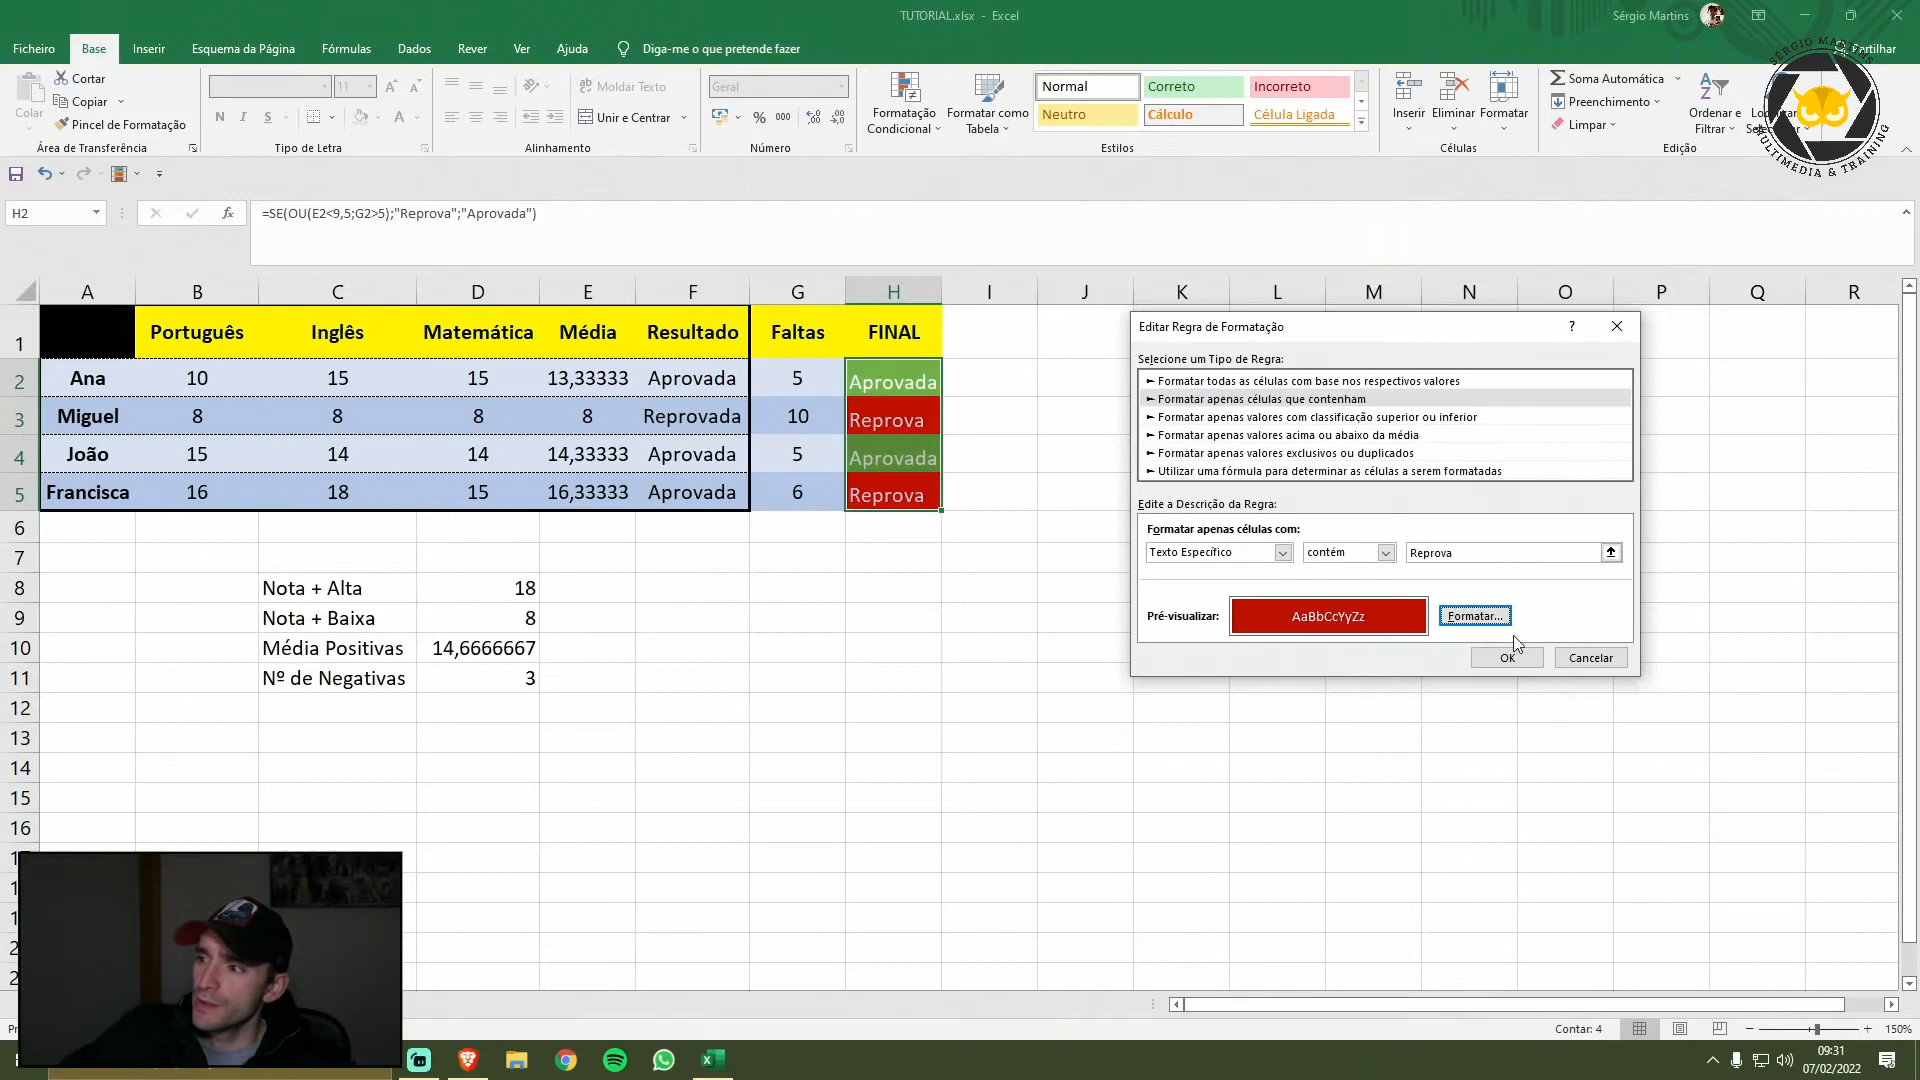 TUTORIAL.xlsx - Excel
Sérgio Martins
Ficheiro Base Inserir Esquema da Página Fórmulas Dados Rever Ver Ajuda Diga-me o que pretende fazer
Partilhar
Colar
Cortar
Copiar
Pincel de Formatação
Área de Transferência
11
N I S
Tipo de Letra
Moldar Texto
Unir e Centrar
Alinhamento
Geral
% 000
Número
Formatação Condicional
Formatar como Tabela
Normal Correto Incorreto
Neutro Cálculo Célula Ligada
Estilos
Inserir Eliminar Formatar
Células
Soma Automática
Preenchimento
Limpar
Ordenar e Filtrar
Edição
SÉRGIO MARTINS
MULTIMEDIA & TRAINING
H2
fx
=SE(OU(E2<9,5;G2>5);"Reprova";"Aprovada")
A B C D E F G H I J K L M N O P Q R
1 Português Inglês Matemática Média Resultado Faltas FINAL
2 Ana 10 15 15 13,33333 Aprovada 5 Aprovada
3 Miguel 8 8 8 8 Reprovada 10 Reprova
4 João 15 14 14 14,33333 Aprovada 5 Aprovada
5 Francisca 16 18 15 16,33333 Aprovada 6 Reprova
6
7
8 Nota + Alta 18
9 Nota + Baixa 8
10 Média Positivas 14,6666667
11 Nº de Negativas 3
12
13
14
15
16
Editar Regra de Formatação
?
Selecione um Tipo de Regra:
► Formatar todas as células com base nos respectivos valores
► Formatar apenas células que contenham
► Formatar apenas valores com classificação superior ou inferior
► Formatar apenas valores acima ou abaixo da média
► Formatar apenas valores exclusivos ou duplicados
► Utilizar uma fórmula para determinar as células a serem formatadas
Edite a Descrição da Regra:
Formatar apenas células com:
Texto Específico contém Reprova
Pré-visualizar: AaBbCcYyZz Formatar...
OK Cancelar
Contar: 4
150%
09:31
07/02/2022